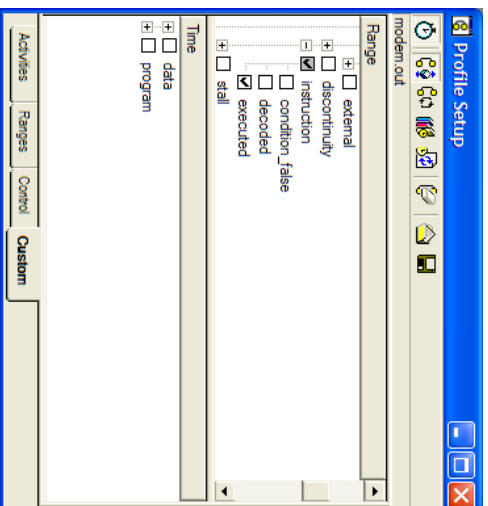 Profile Setup
modem.out
Range
external
discontinuity
instruction
condition_false
decoded
executed
stall
Time
data
program
Activities Ranges Control Custom